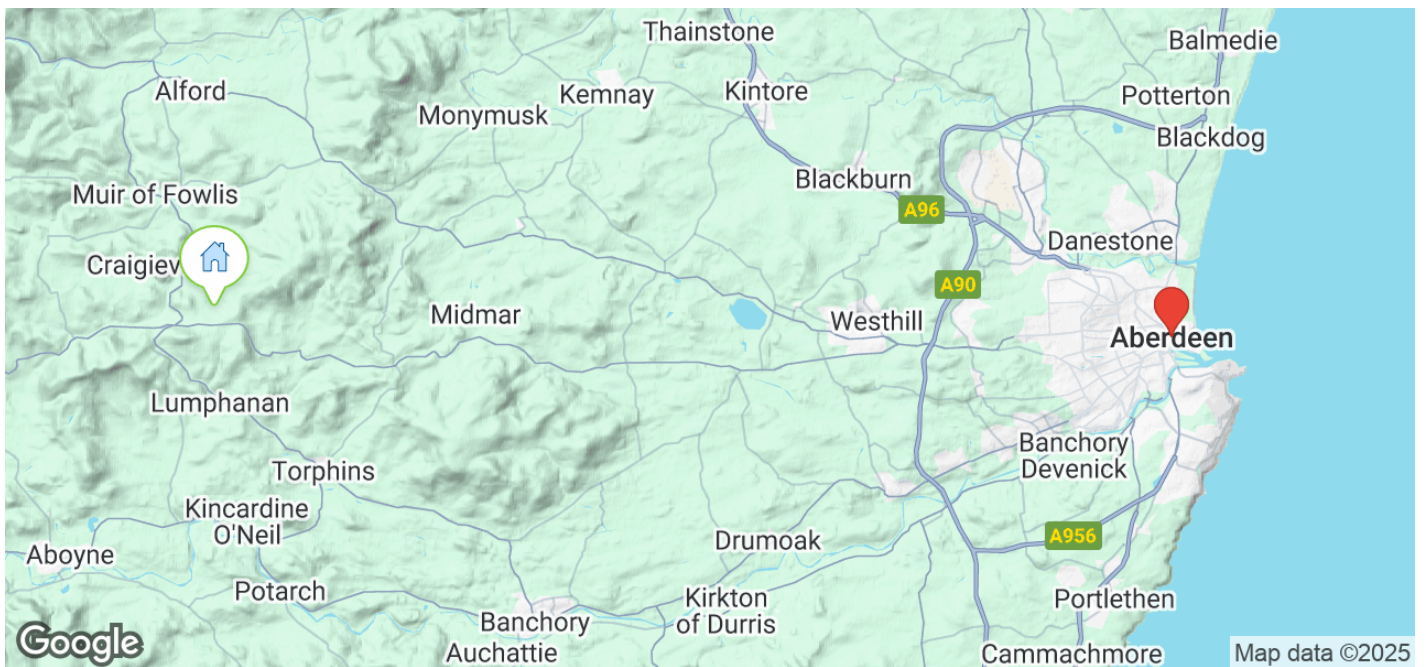 Thainstone
Balmedie
Alford
Kemnay
Kintore
Potterton
Monymusk
Blackdog
Blackburn
Muir of Fowlis
A96
Danestone
Craigiev
A90
Midmar
Westhill
Aberdeen
Lumphanan
Banchory
Devenick
Torphins
Kincardine
O'Neil
Drumoak
A956
Aboyne
Potarch
Kirkton
of Durris
Portlethen
Banchory
Auchattie
Cammachmore
Google
Map data ©2025